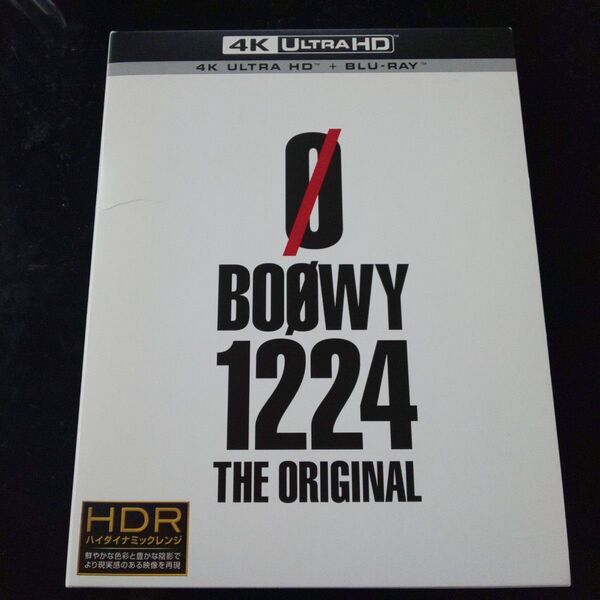 4K ULTRA HD™
4K ULTRA HD™ + BLU-RAY™
Ø
BOØWY
1224
THE ORIGINAL
HDR
ハイダイナミックレンジ
鮮やかな色彩と豊かな陰影で
より現実感のある映像を再現